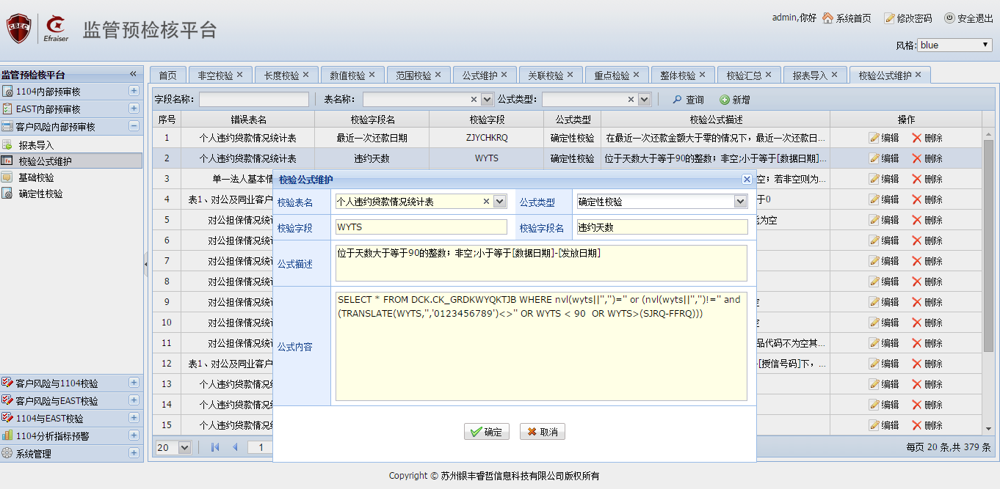 CBEC
Efraiser
监管预检核平台
admin,你好 系统首页 修改密码 安全退出
风格: blue
监管预检核平台
1104内部预审核
EAST内部预审核
客户风险内部预审核
报表导入
校验公式维护
基础校验
确定性校验
客户风险与1104校验
客户风险与EAST校验
1104与EAST校验
1104分析指标预警
系统管理
首页 非空校验 长度校验 数值校验 范围校验 公式维护 关联校验 重点校验 整体校验 校验汇总 报表导入 校验公式维护
字段名称: 表名称: 公式类型: 查询 新增
序号 错误表名 校验字段名 校验字段 公式类型 校验公式描述 操作
1 个人违约贷款情况统计表 最近一次还款日期 ZJYCHKRQ 确定性校验 在最近一次还款金额大于零的情况下，最近一次还款日... 编辑 删除
2 个人违约贷款情况统计表 违约天数 WYTS 确定性校验 位于天数大于等于90的整数；非空;小于等于[数据日期]... 编辑 删除
3 单一法人基本情 空；若非空则为... 编辑 删除
4 表1、对公及同业客户 于0 编辑 删除
5 对公担保情况统计 为空 编辑 删除
6 对公担保情况统计 编辑 删除
7 对公担保情况统计 编辑 删除
8 对公担保情况统计 编辑 删除
9 对公担保情况统计 编辑 删除
10 对公担保情况统计 编辑 删除
11 对公担保情况统计 品代码不为空其... 编辑 删除
12 表1、对公及同业客户 [授信号码]下，... 编辑 删除
13 个人违约贷款情况 编辑 删除
14 个人违约贷款情况 编辑 删除
15 个人违约贷款情况 编辑 删除
校验公式维护
校验表名 个人违约贷款情况统计表 公式类型 确定性校验
校验字段 WYTS 校验字段名 违约天数
公式描述 位于天数大于等于90的整数；非空;小于等于[数据日期]-[发放日期]
公式内容 SELECT * FROM DCK.CK_GRDKWYQKTJB WHERE nvl(wyts||'','')='' or (nvl(wyts||'','')!='' and
(TRANSLATE(WYTS,'','0123456789')<>'' OR WYTS < 90 OR WYTS>(SJRQ-FFRQ)))
确定 取消
20 1 每页 20 条,共 379 条
Copyright © 苏州银丰睿哲信息科技有限公司版权所有